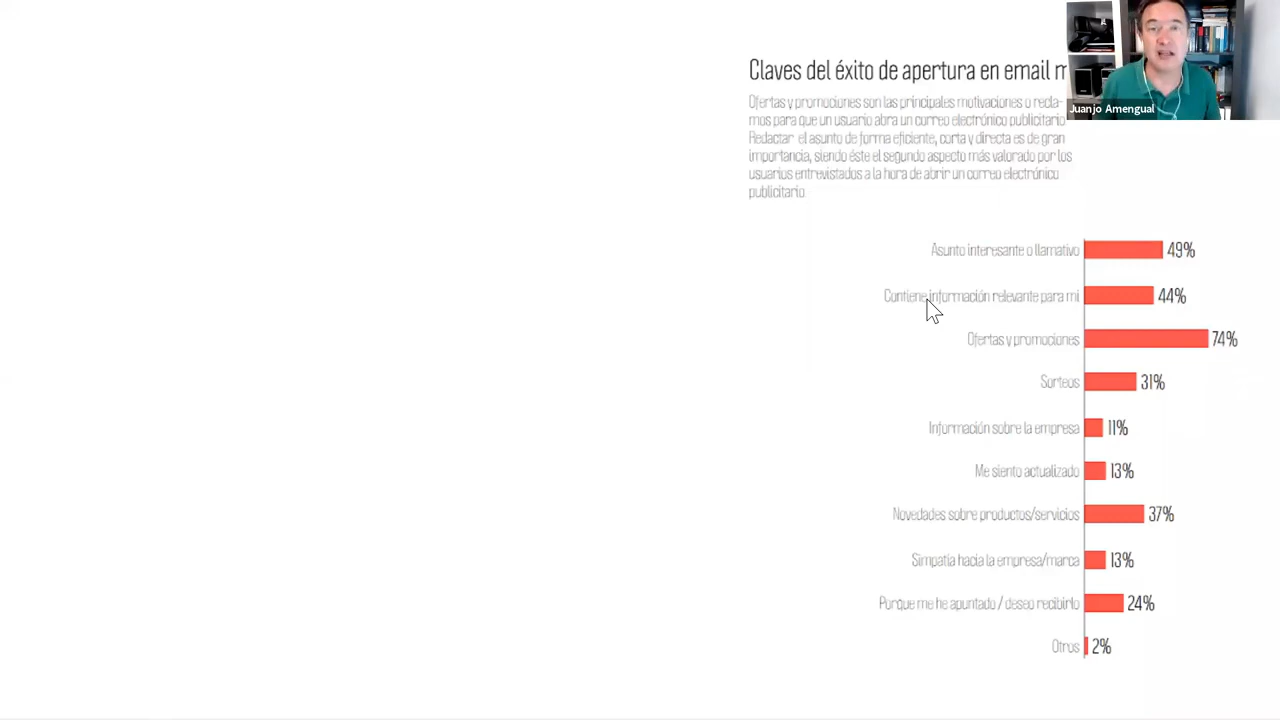 Claves del éxito de apertura en email
Ofertas y promociones son las principales motivaciones o recla-
mos para que un usuario abra un correo electrónico publicitario
Redactar el asunto de forma eficiente, corta y directa es de gran
importancia, siendo éste el segundo aspecto más valorado por los
usuarios entrevistados a la hora de abrir un correo electrónico
publicitario
Juanjo Amengual
Asunto interesante o llamativo 49%
Contiene información relevante para mi 44%
Ofertas y promociones 74%
Sorteos 31%
Información sobre la empresa 11%
Me siento actualizado 13%
Novedades sobre productos/servicios 37%
Simpatía hacia la empresa/marca 13%
Porque me he apuntado / deseo recibirlo 24%
Otros 2%